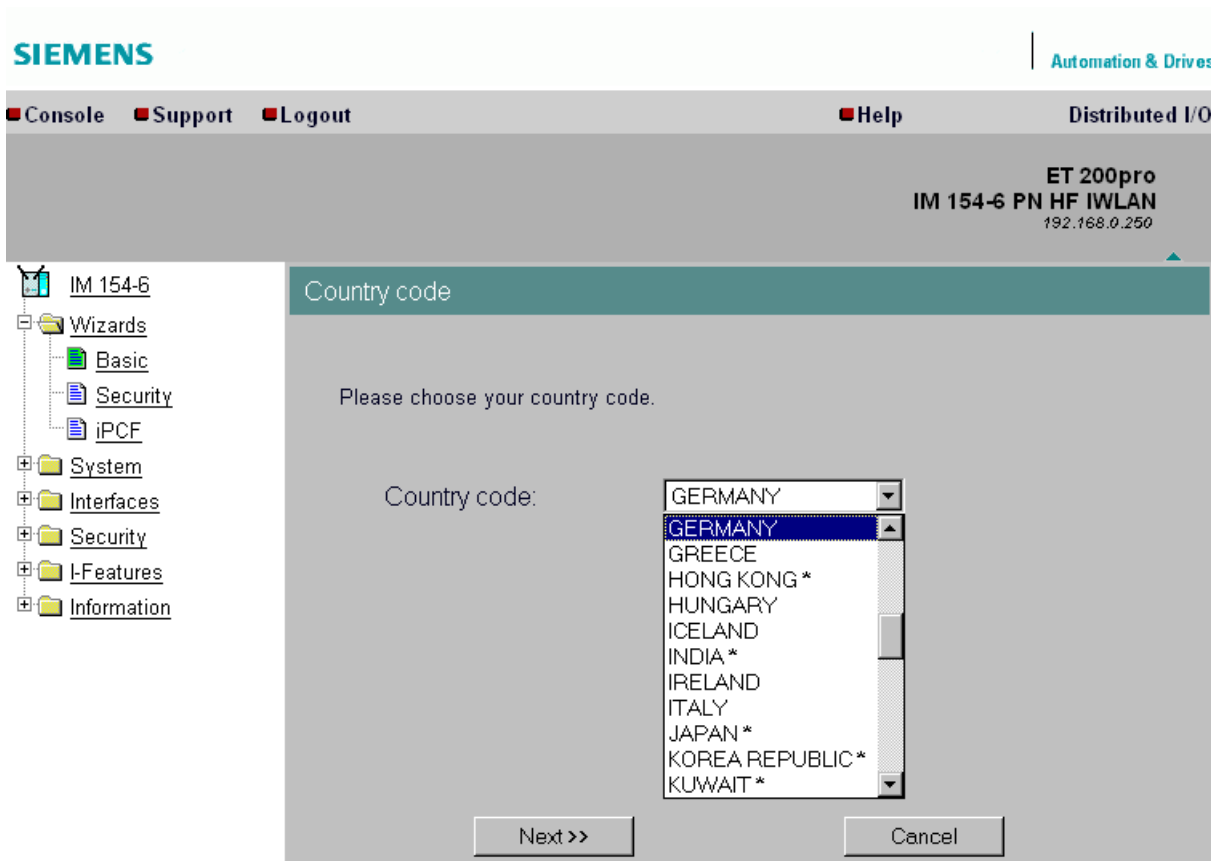 SIEMENS
Automation & Drives
Console Support Logout Help Distributed I/O
ET 200pro
IM 154-6 PN HF IWLAN
192.168.0.250
IM 154-6
Wizards
Basic
Security
iPCF
System
Interfaces
Security
I-Features
Information
Country code
Please choose your country code.
Country code: GERMANY
GERMANY
GREECE
HONG KONG *
HUNGARY
ICELAND
INDIA *
IRELAND
ITALY
JAPAN *
KOREA REPUBLIC *
KUWAIT *
Next >> Cancel